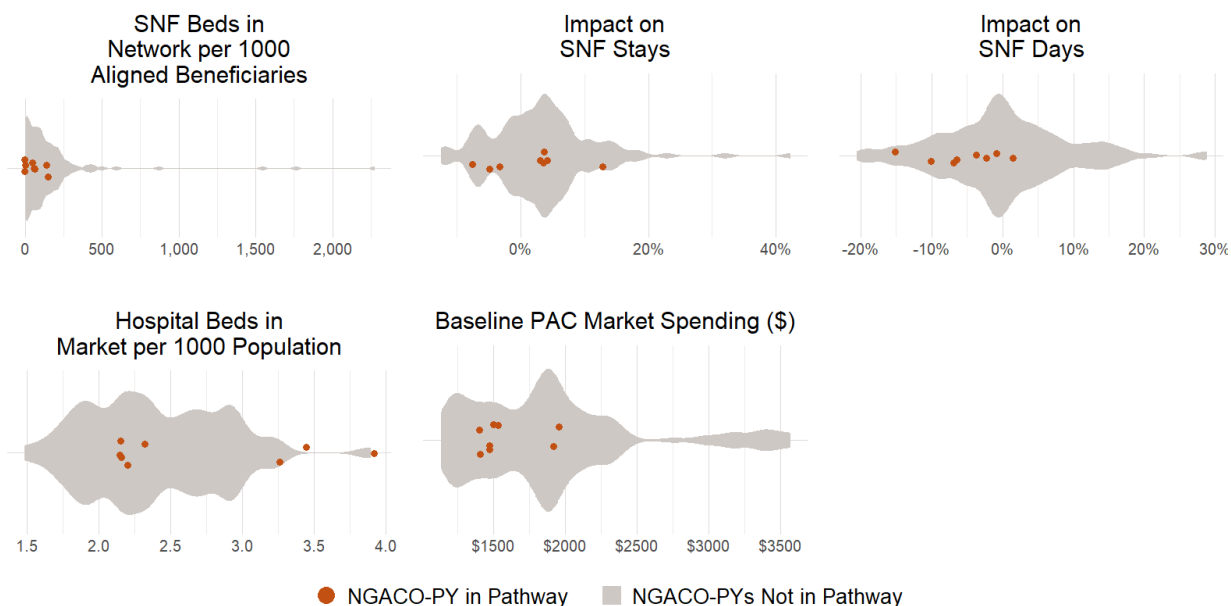 SNF Beds in
Network per 1000
Aligned Beneficiaries
0 500 1,000 1,500 2,000
Impact on
SNF Stays
0% 20% 40%
Impact on
SNF Days
-20% -10% 0% 10% 20% 30%
Hospital Beds in
Market per 1000 Population
1.5 2.0 2.5 3.0 3.5 4.0
Baseline PAC Market Spending ($)
$1500 $2000 $2500 $3000 $3500
NGACO-PY in Pathway NGACO-PYs Not in Pathway